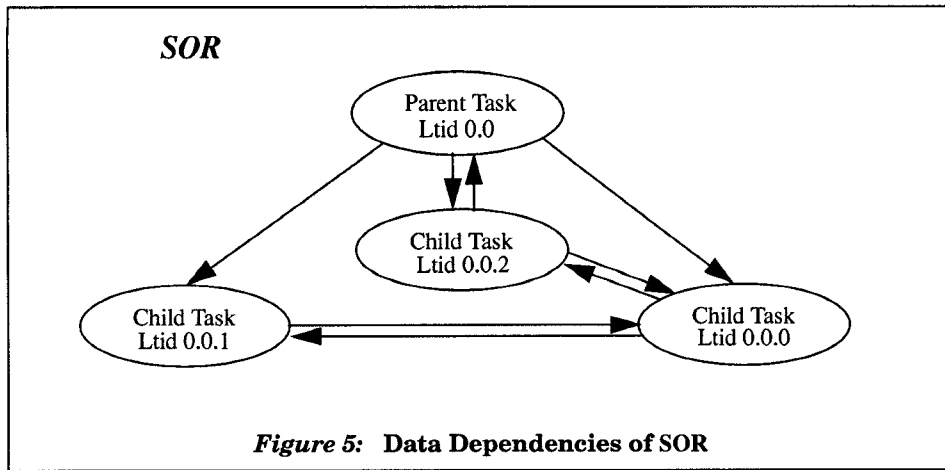 SOR
Parent Task
Ltid 0.0
Child Task
Ltid 0.0.2
Child Task
Ltid 0.0.1
Child Task
Ltid 0.0.0
Figure 5: Data Dependencies of SOR